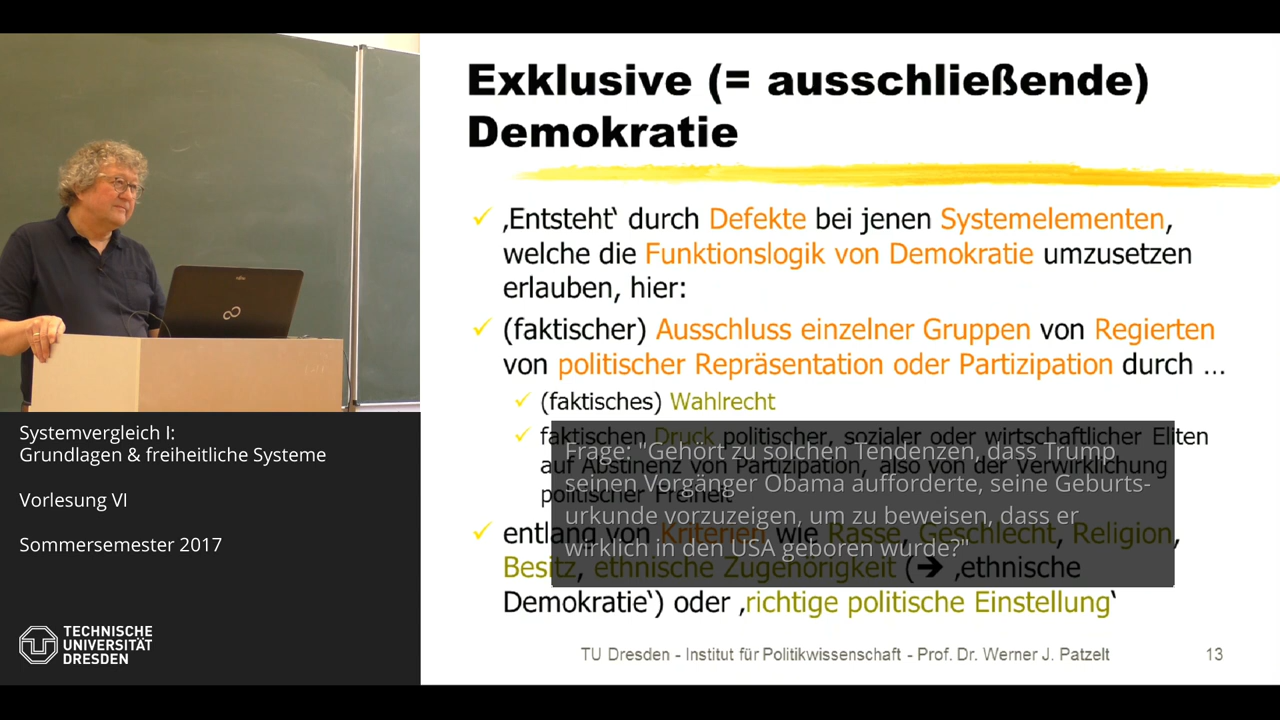 Exklusive (= ausschließende)
Demokratie
‚Entsteht‘ durch Defekte bei jenen Systemelementen,
welche die Funktionslogik von Demokratie umzusetzen
erlauben, hier:
(faktischer) Ausschluss einzelner Gruppen von Regierten
von politischer Repräsentation oder Partizipation durch ...
(faktisches) Wahlrecht
faktischen Druck politischer, sozialer oder wirtschaftlicher Eliten
auf Abstinenz von Partizipation, also von der Verwirklichung
politischer Freiheit
entlang von Kriterien wie Rasse, Geschlecht, Religion,
Besitz, ethnische Zugehörigkeit (➔ ‚ethnische
Demokratie‘) oder ‚richtige politische Einstellung‘
Frage: "Gehört zu solchen Tendenzen, dass Trump
seinen Vorgänger Obama aufforderte, seine Geburts-
urkunde vorzuzeigen, um zu beweisen, dass er
wirklich in den USA geboren wurde?"
TU Dresden - Institut für Politikwissenschaft - Prof. Dr. Werner J. Patzelt 13
FUJITSU
Systemvergleich I:
Grundlagen & freiheitliche Systeme
Vorlesung VI
Sommersemester 2017
TECHNISCHE
UNIVERSITÄT
DRESDEN